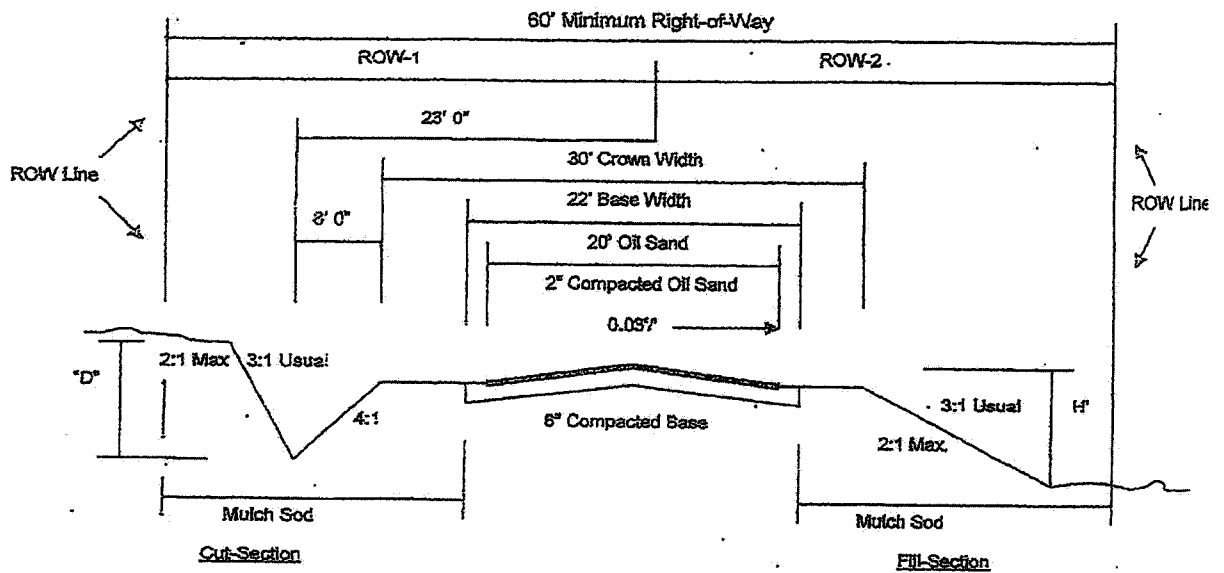 60' Minimum Right-of-Way
ROW-1
ROW-2
23' 0"
ROW Line
30' Crown Width
ROW Line
22' Base Width
8' 0"
20' Oil Sand
2" Compacted Oil Sand
0.03'/'
"D"
2:1 Max
3:1 Usual
4:1
6" Compacted Base
3:1 Usual
H'
2:1 Max.
Mulch Sod
Mulch Sod
Cut-Section
Fill-Section